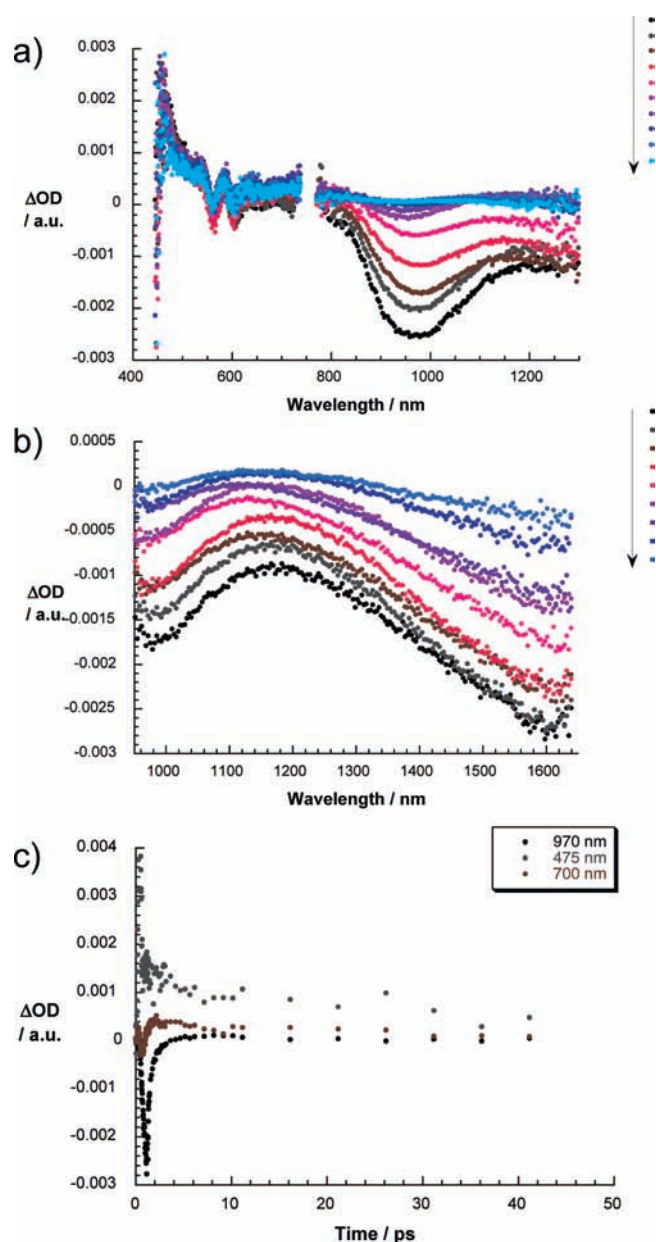 a)
0.003
0.002
0.001
0
-0.001
-0.002
-0.003
ΔOD
/ a.u.
400
600
800
1000
1200
Wavelength / nm
b)
0.0005
0
-0.0005
-0.001
-0.0015
-0.002
-0.0025
-0.003
ΔOD
/ a.u.
1000
1100
1200
1300
1400
1500
1600
Wavelength / nm
c)
970 nm
475 nm
700 nm
0.004
0.003
0.002
0.001
0
-0.001
-0.002
-0.003
ΔOD
/ a.u.
0
10
20
30
40
50
Time / ps